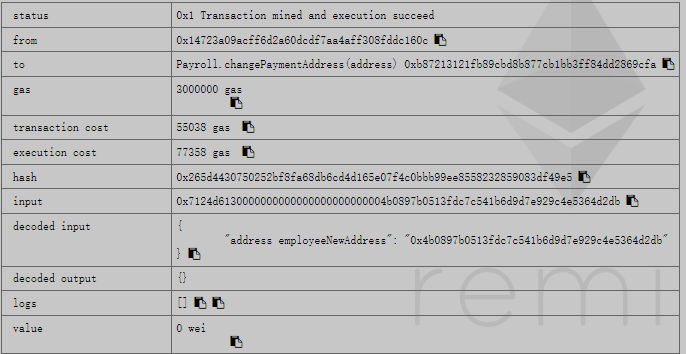 status 0x1 Transaction mined and execution succeed
from 0x14723a09acff6d2a60dcdf7aa4aff308fddc160c
to Payroll.changePaymentAddress(address) 0xb87213121fb89cbd8b877cb1bb3ff84dd2869cfa
gas 3000000 gas
transaction cost 55038 gas
execution cost 77358 gas
hash 0x265d4430750252bf8fa68db6cd4d165e07f4c0bbb99ee8558232859083df49e5
input 0x7124d6130000000000000000000000004b0897b0513fdc7c541b6d9d7e929c4e5364d2db
decoded input {
"address employeeNewAddress": "0x4b0897b0513fdc7c541b6d9d7e929c4e5364d2db"
}
decoded output {}
logs []
value 0 wei
remi